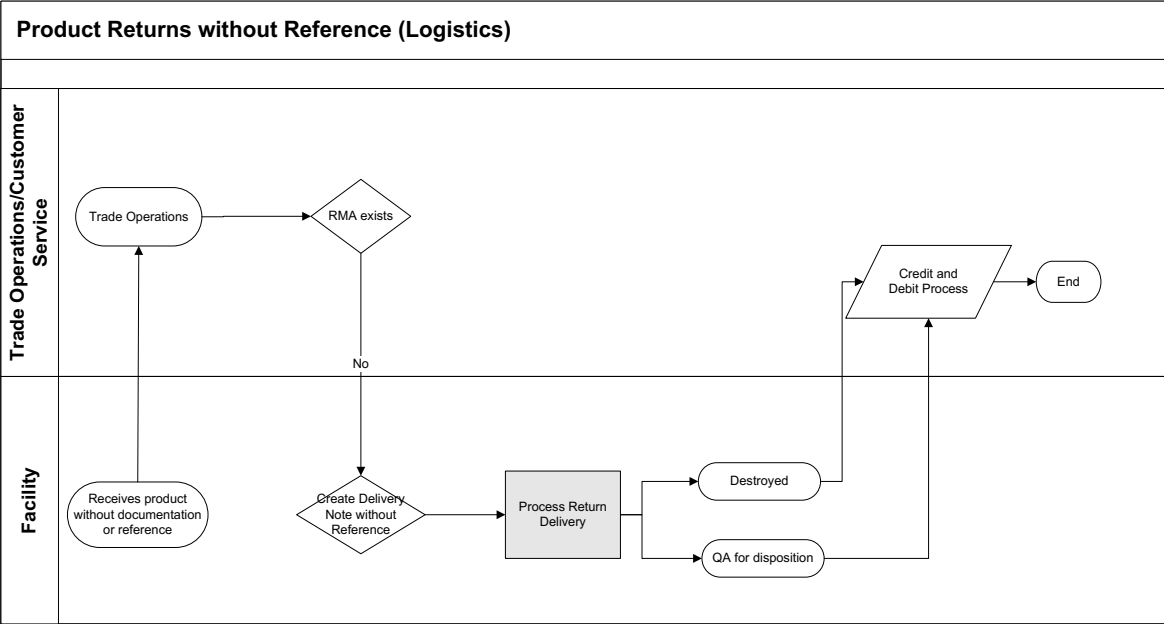 Product Returns without Reference (Logistics)
Trade Operations/Customer
Service
Trade Operations
RMA exists
Credit and
Debit Process
End
No
Facility
Receives product
without documentation
or reference
Create Delivery
Note without
Reference
Process Return
Delivery
Destroyed
QA for disposition